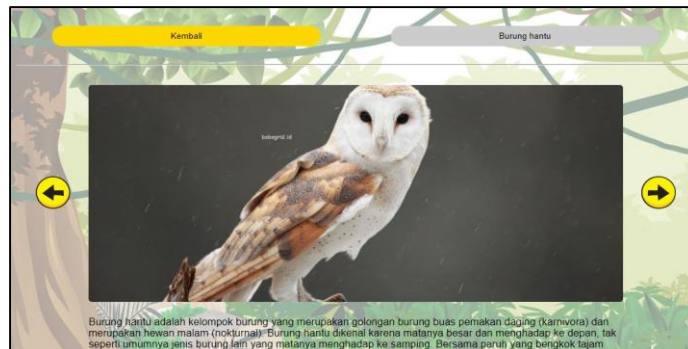 Kembali
Burung hantu
bobogrid.id
Burung hantu adalah kelompok burung yang merupakan golongan burung buas pemakan daging (karnivora) dan
merupakan hewan malam (nokturnal). Burung hantu dikenal karena matanya besar dan menghadap ke depan, tak
seperti umumnya jenis burung lain yang matanya menghadap ke samping. Bersama paruh yang bengkok tajam